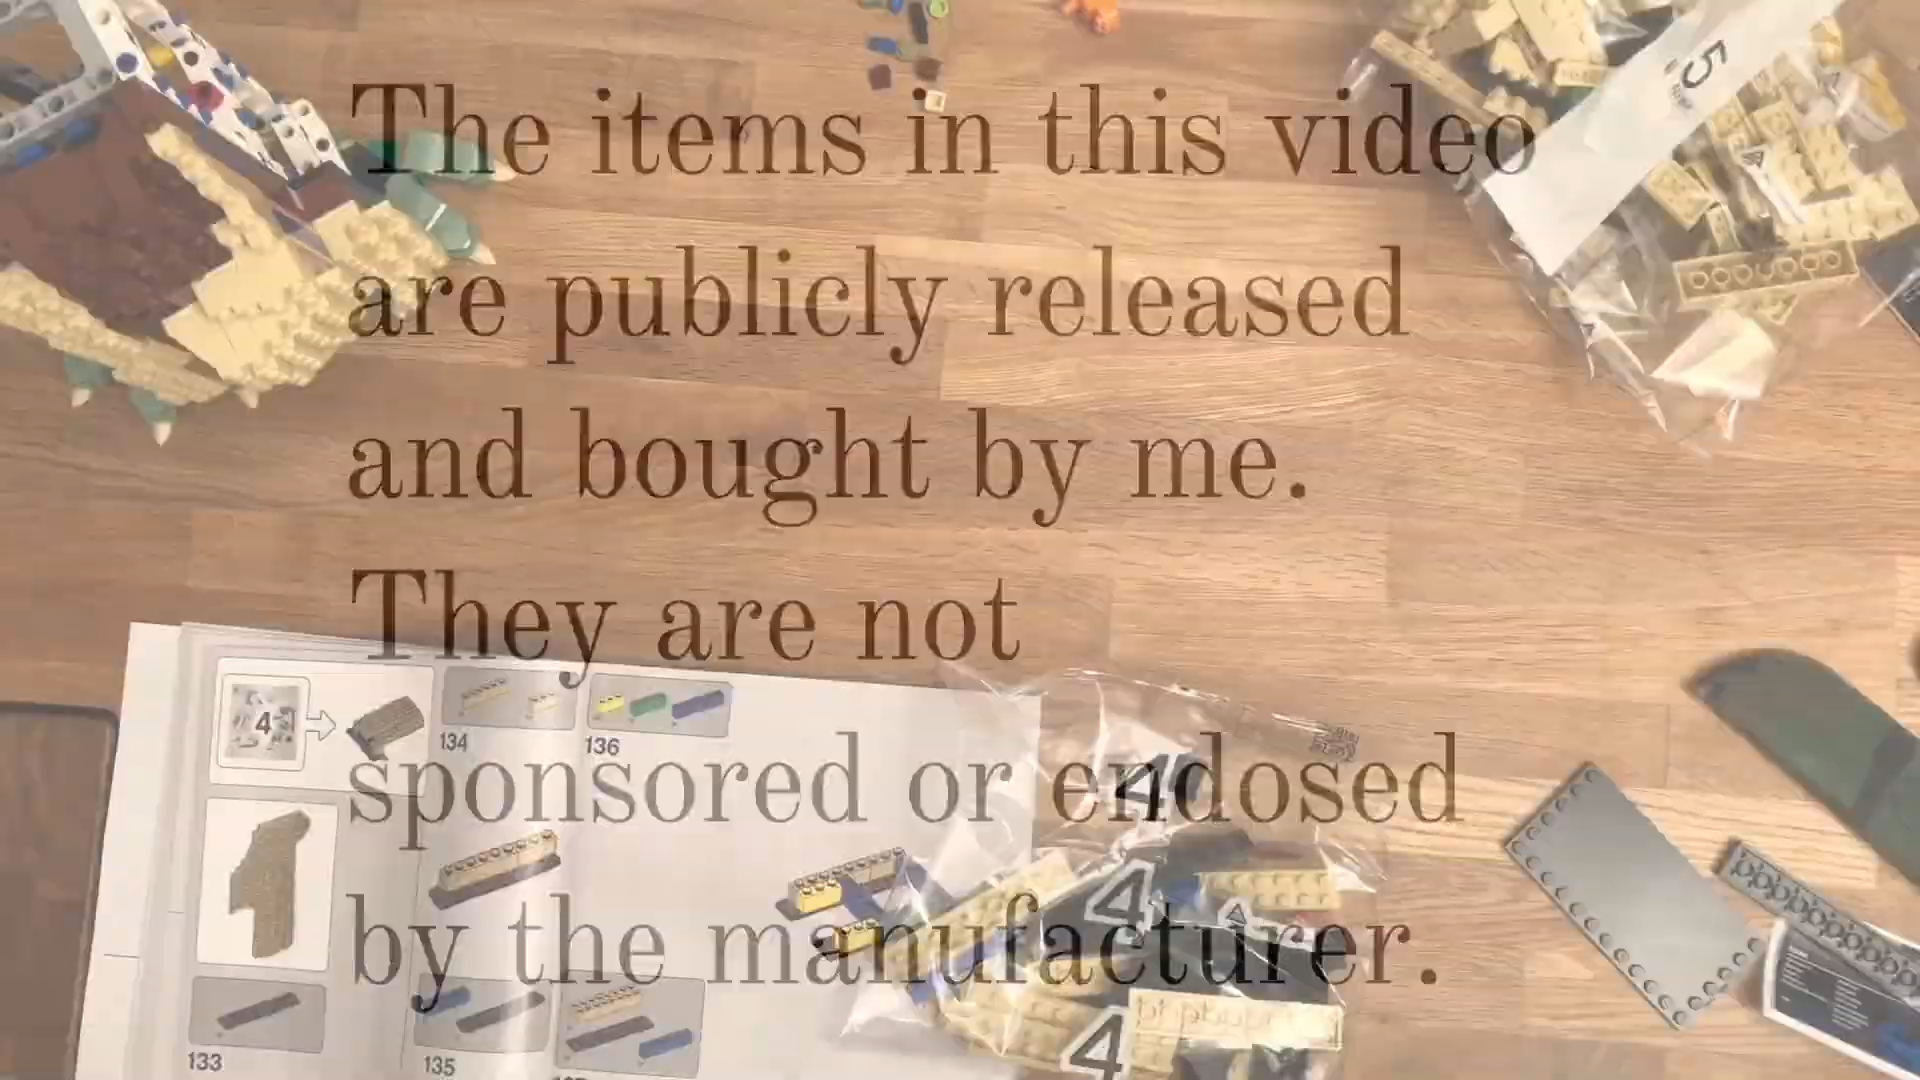 The items in this video
are publicly released
and bought by me.
They are not
sponsored or endosed
by the manufacturer.
5
4
134
136
4
4
4
133
135